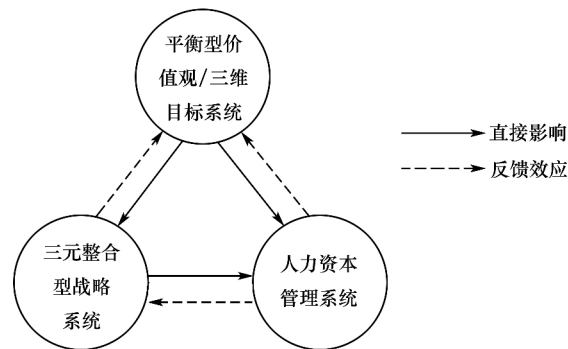 平衡型价
值观/三维
目标系统
直接影响
反馈效应
三元整合
型战略
系统
人力资本
管理系统